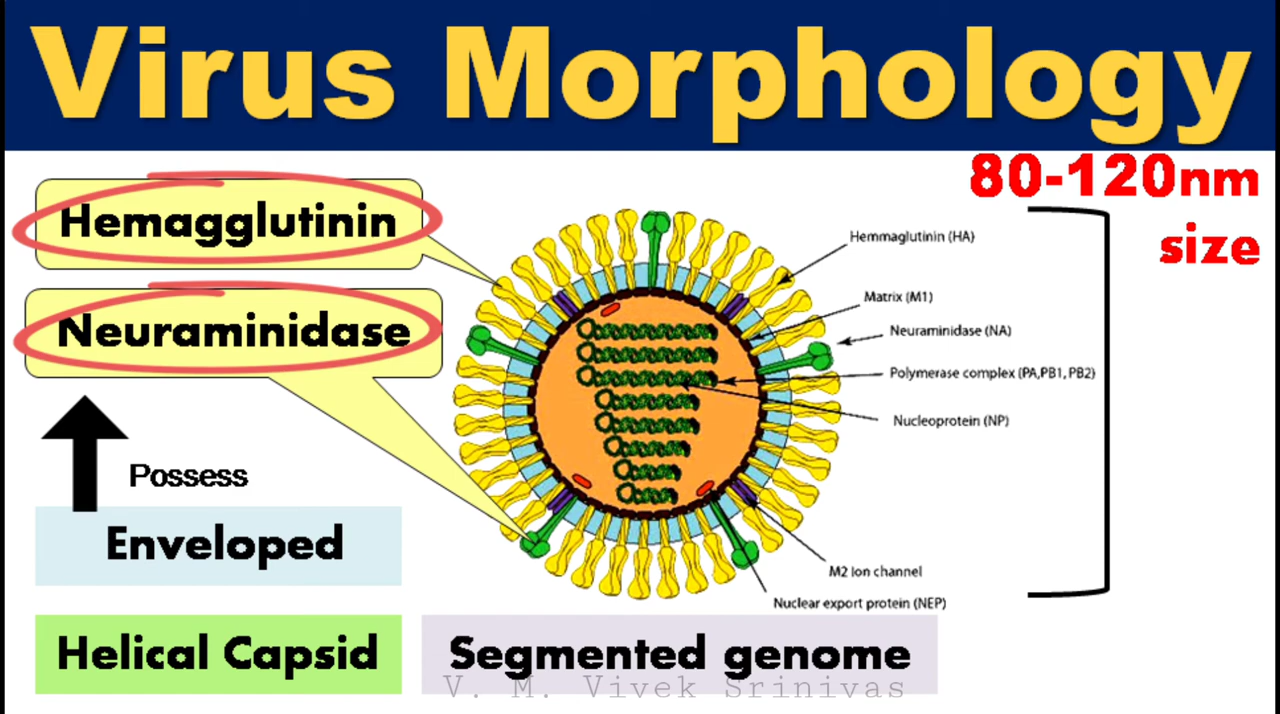 Virus Morphology
80-120nm
size
Hemagglutinin
Neuraminidase
Possess
Enveloped
Helical Capsid
Segmented genome
Hemmaglutinin (HA)
Matrix (M1)
Neuraminidase (NA)
Polymerase complex (PA,PB1, PB2)
Nucleoprotein (NP)
M2 Ion channel
Nuclear export protein (NEP)
V. M. Vivek Srinivas